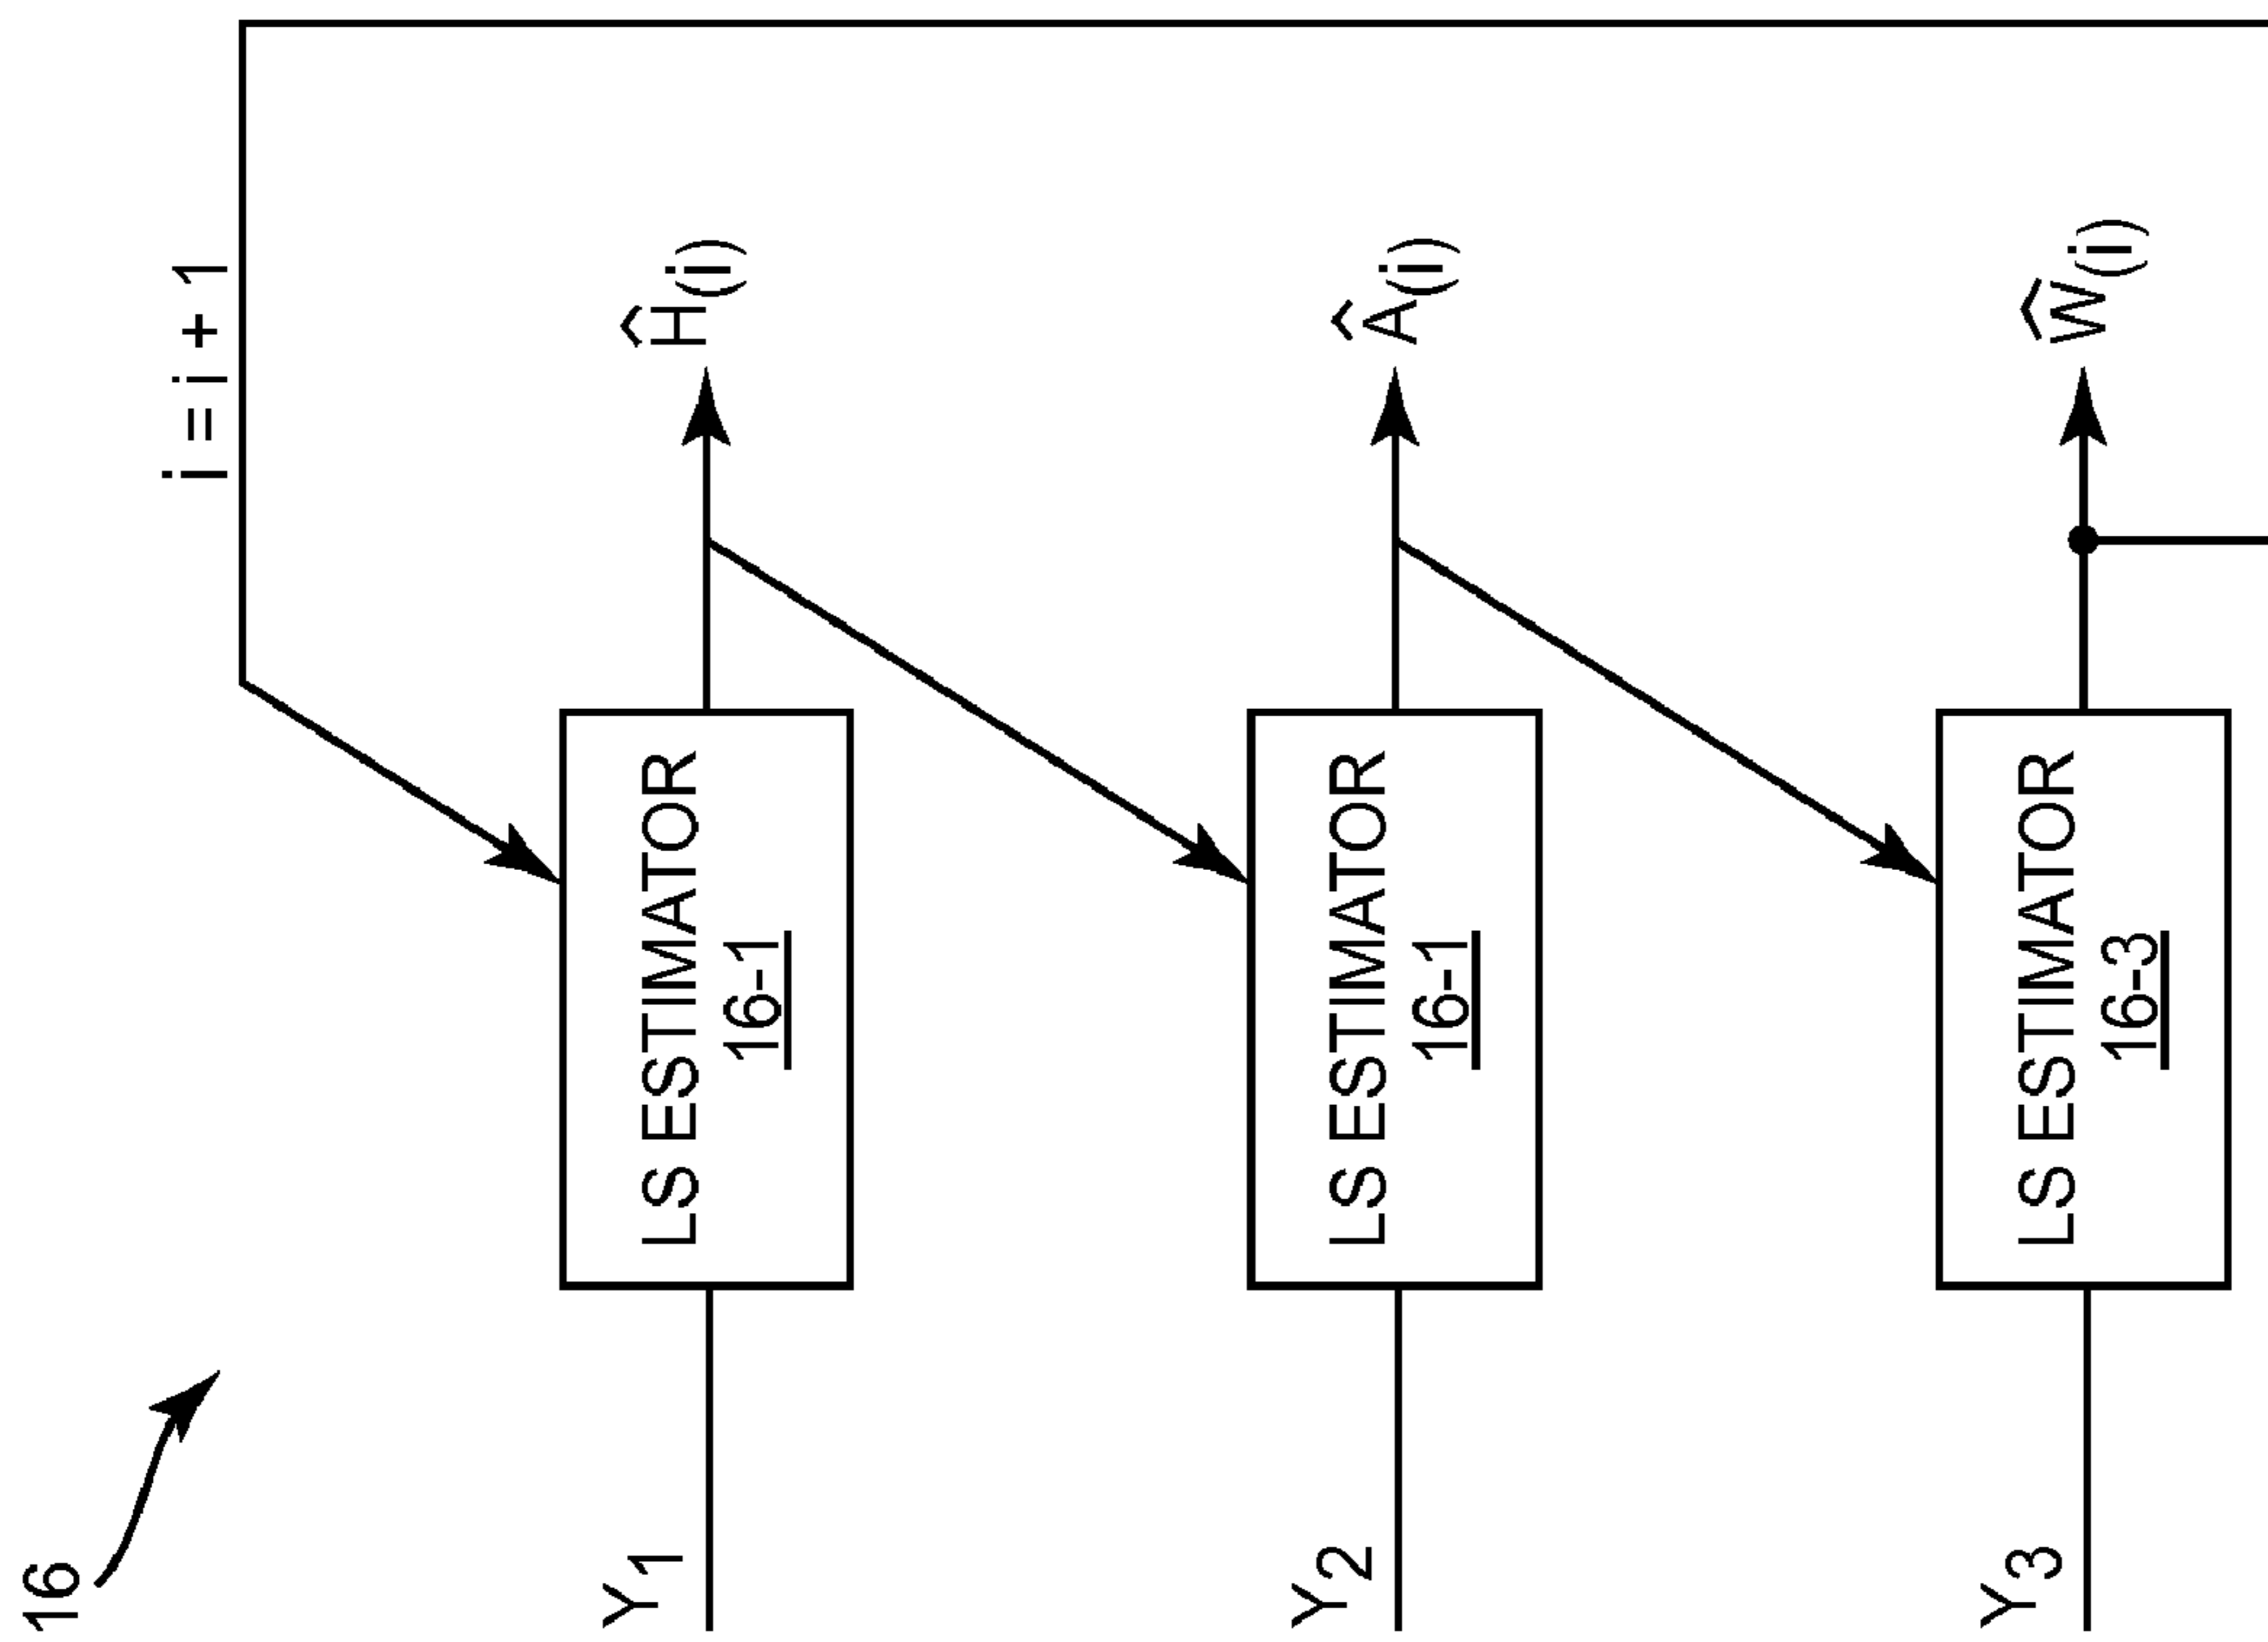 16
i = i + 1
Y1
LS ESTIMATOR
16-1
Ĥ(i)
Y2
LS ESTIMATOR
16-1
Â(i)
Y3
LS ESTIMATOR
16-3
Ŵ(i)